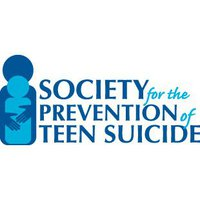 SOCIETY for the
PREVENTION of
TEEN SUICIDE